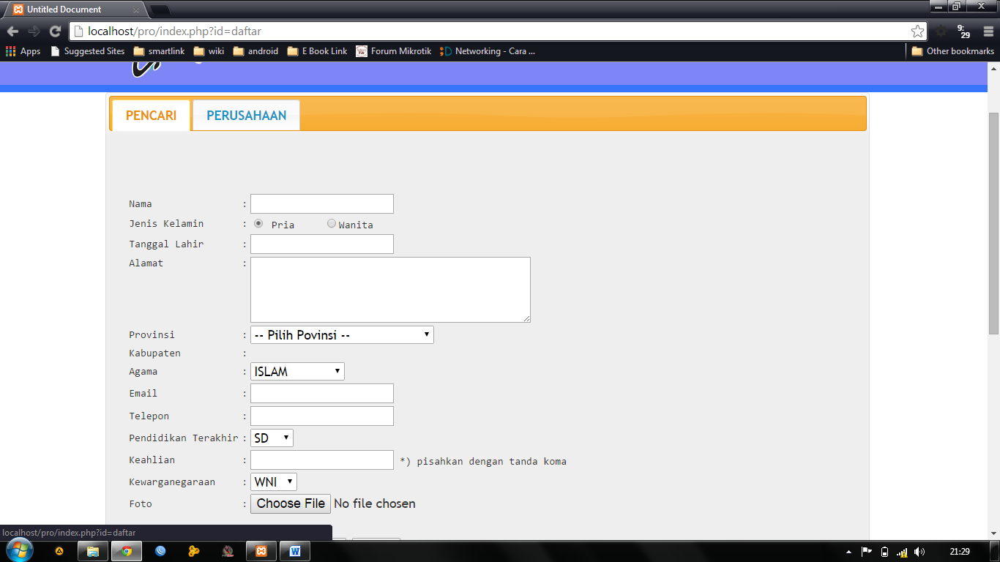 Untitled Document
localhost/pro/index.php?id=daftar
9:
29
Apps Suggested Sites smartlink wiki android E Book Link Forum Mikrotik Networking - Cara ... Other bookmarks
PENCARI PERUSAHAAN
Nama :
Jenis Kelamin : Pria Wanita
Tanggal Lahir :
Alamat :
Provinsi : -- Pilih Povinsi --
Kabupaten :
Agama : ISLAM
Email :
Telepon :
Pendidikan Terakhir : SD
Keahlian : *) pisahkan dengan tanda koma
Kewarganegaraan : WNI
Foto : Choose File No file chosen
localhost/pro/index.php?id=daftar
21:29